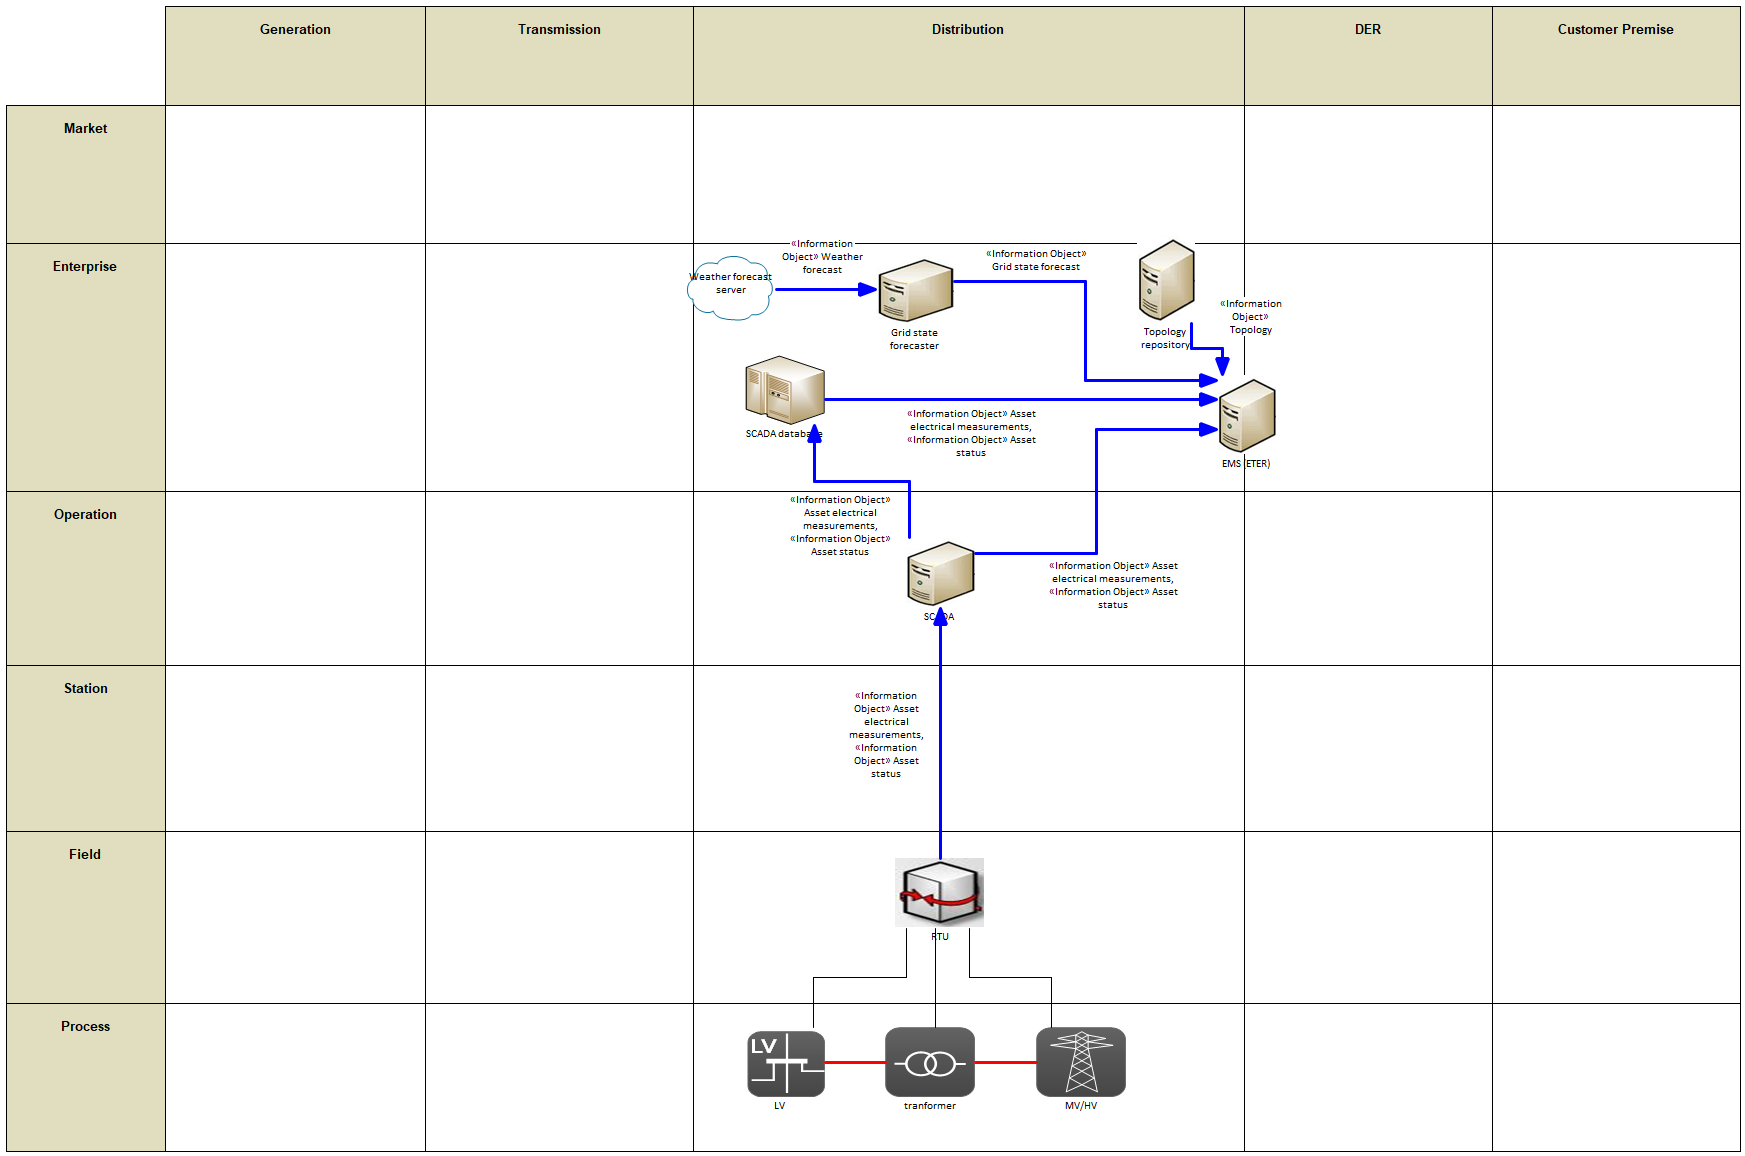 Generation
Transmission
Distribution
DER
Customer Premise
Market
Enterprise
«Information
Object» Weather
forecast
Weather forecast
server
Grid state
forecaster
«Information Object»
Grid state forecast
Topology
repository
«Information
Object»
Topology
SCADA database
«Information Object» Asset
electrical measurements,
«Information Object» Asset
status
EMS (ETER)
Operation
«Information Object»
Asset electrical
measurements,
«Information Object»
Asset status
SCADA
«Information Object» Asset
electrical measurements,
«Information Object» Asset
status
Station
«Information
Object» Asset
electrical
measurements,
«Information
Object» Asset
status
Field
RTU
Process
LV
LV
tranformer
MV/HV